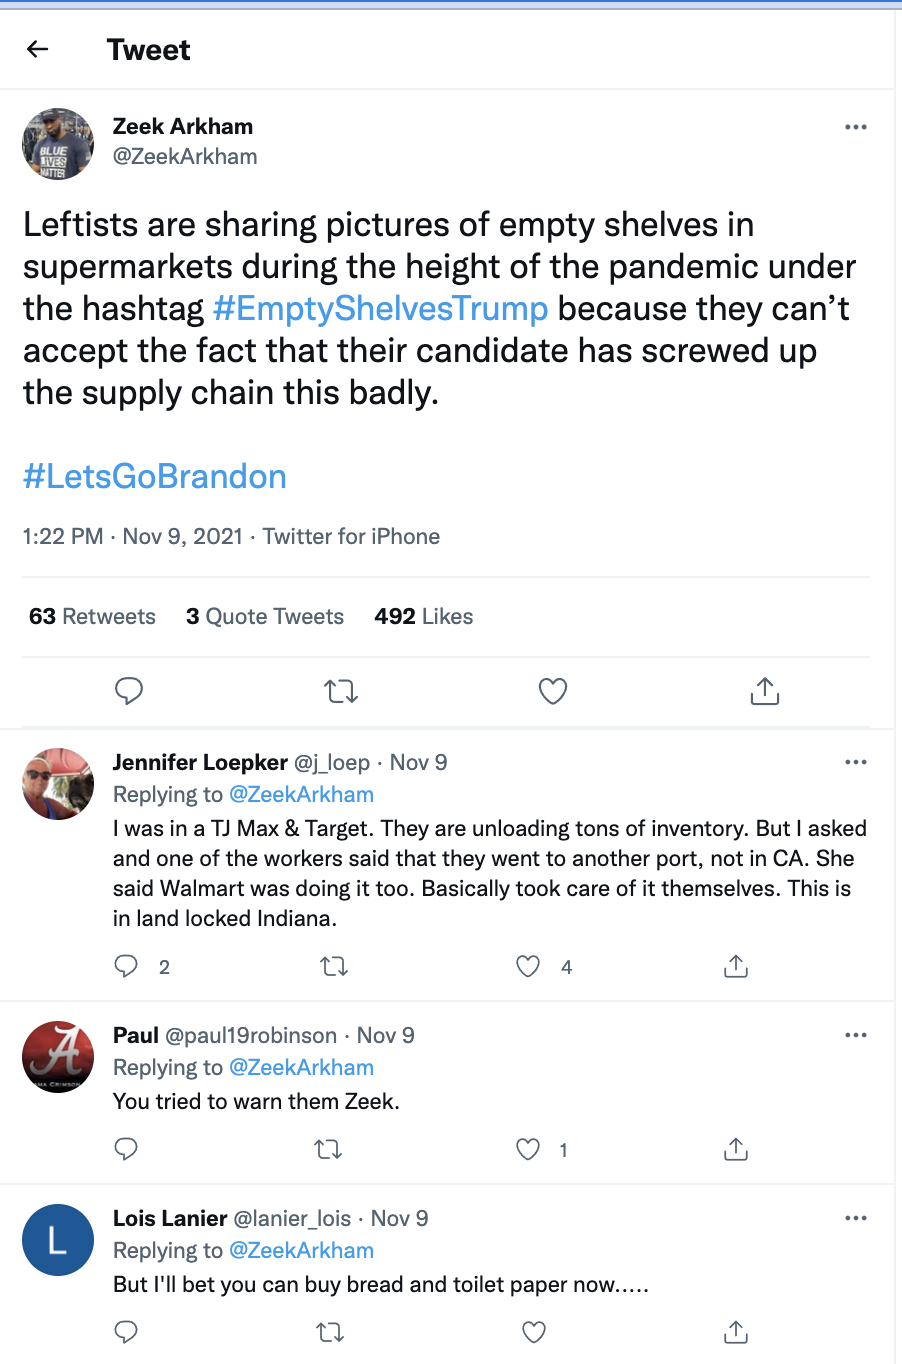 Tweet
Zeek Arkham
@ZeekArkham
BLUE
LIVES
MATTER
Leftists are sharing pictures of empty shelves in
supermarkets during the height of the pandemic under
the hashtag #EmptyShelvesTrump because they can’t
accept the fact that their candidate has screwed up
the supply chain this badly.
#LetsGoBrandon
1:22 PM · Nov 9, 2021 · Twitter for iPhone
63 Retweets 3 Quote Tweets 492 Likes
Jennifer Loepker @j_loep · Nov 9
Replying to @ZeekArkham
I was in a TJ Max & Target. They are unloading tons of inventory. But I asked
and one of the workers said that they went to another port, not in CA. She
said Walmart was doing it too. Basically took care of it themselves. This is
in land locked Indiana.
2 4
A
AMA CRIMSON
Paul @paul19robinson · Nov 9
Replying to @ZeekArkham
You tried to warn them Zeek.
1
L
Lois Lanier @lanier_lois · Nov 9
Replying to @ZeekArkham
But I'll bet you can buy bread and toilet paper now.....